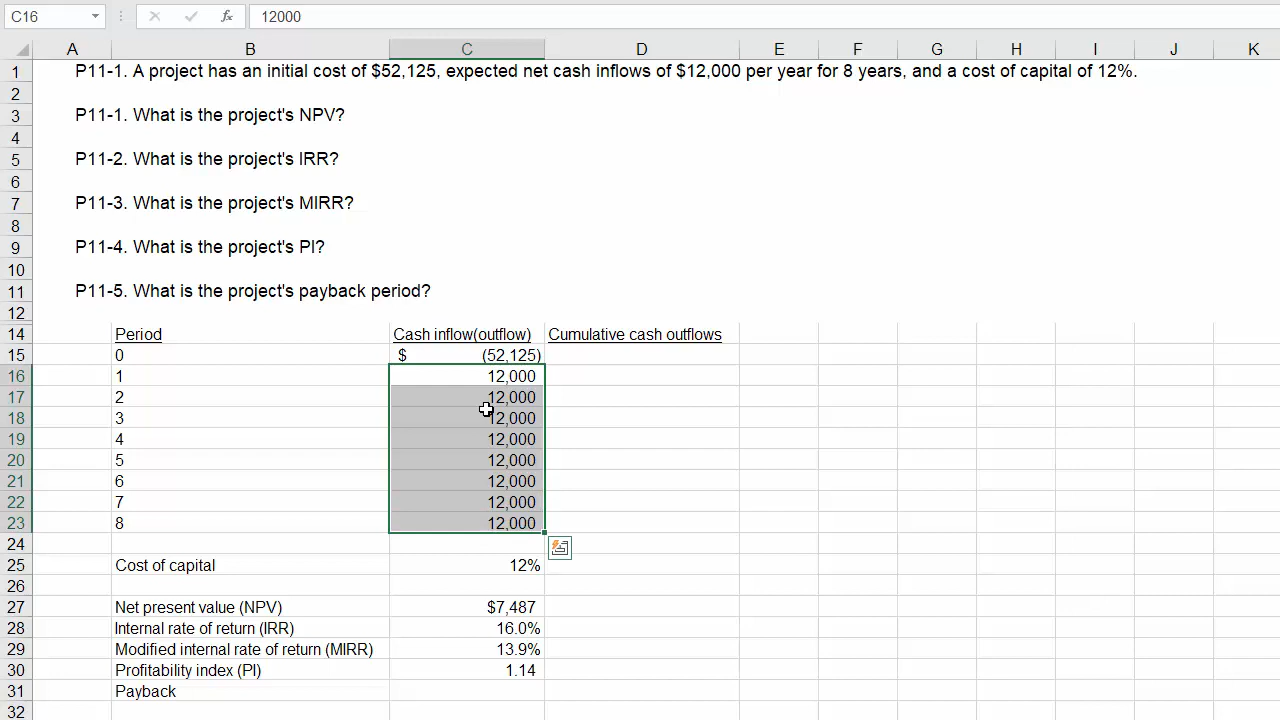 C16 fx 12000
A B C D E F G H I J K
1 P11-1. A project has an initial cost of $52,125, expected net cash inflows of $12,000 per year for 8 years, and a cost of capital of 12%.
2
3 P11-1. What is the project's NPV?
4
5 P11-2. What is the project's IRR?
6
7 P11-3. What is the project's MIRR?
8
9 P11-4. What is the project's PI?
10
11 P11-5. What is the project's payback period?
12
14 Period Cash inflow(outflow) Cumulative cash outflows
15 0 $ (52,125)
16 1 12,000
17 2 12,000
18 3 12,000
19 4 12,000
20 5 12,000
21 6 12,000
22 7 12,000
23 8 12,000
24
25 Cost of capital 12%
26
27 Net present value (NPV) $7,487
28 Internal rate of return (IRR) 16.0%
29 Modified internal rate of return (MIRR) 13.9%
30 Profitability index (PI) 1.14
31 Payback
32